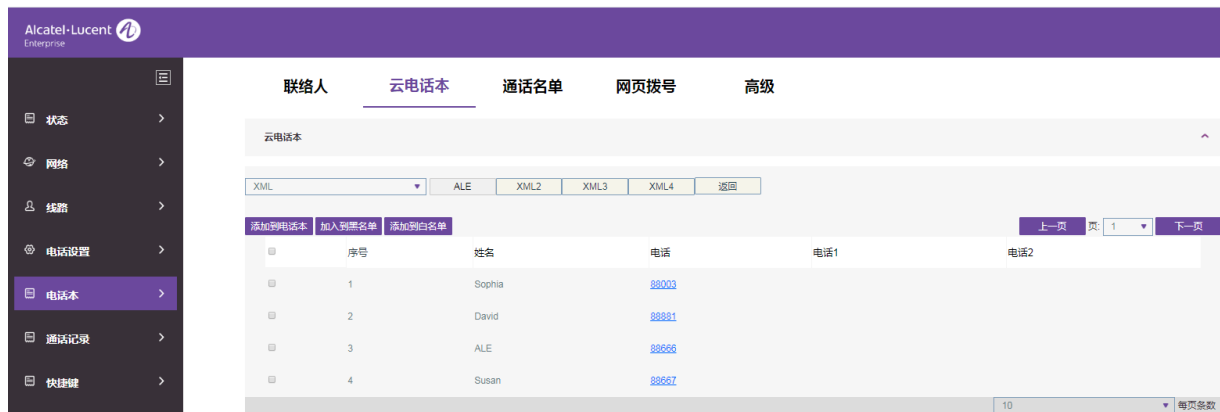 Alcatel·Lucent
Enterprise
联络人 云电话本 通话名单 网页拨号 高级
状态
网络
线路
电话设置
电话本
通话记录
快捷键
云电话本
XML ALE XML2 XML3 XML4 返回
添加到电话本 加入到黑名单 添加到白名单 上一页 页: 1 下一页
序号 姓名 电话 电话1 电话2
1 Sophia 88003
2 David 88881
3 ALE 88666
4 Susan 88667
10 每页条数